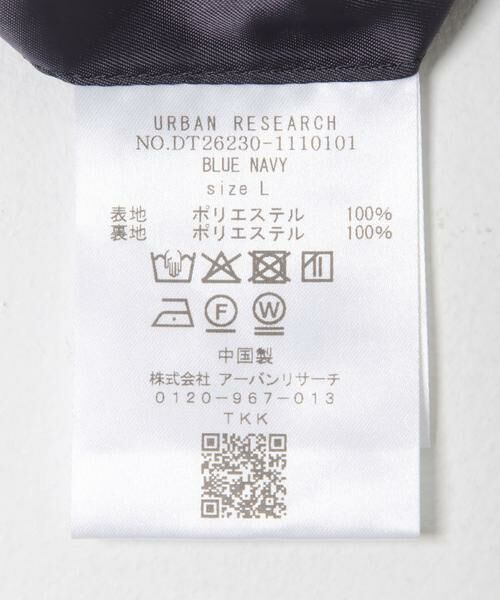 URBAN RESEARCH
NO.DT26230-1110101
BLUE NAVY
size L
表地 ポリエステル 100%
裏地 ポリエステル 100%
F W
中国製
株式会社 アーバンリサーチ
0120-967-013
TKK